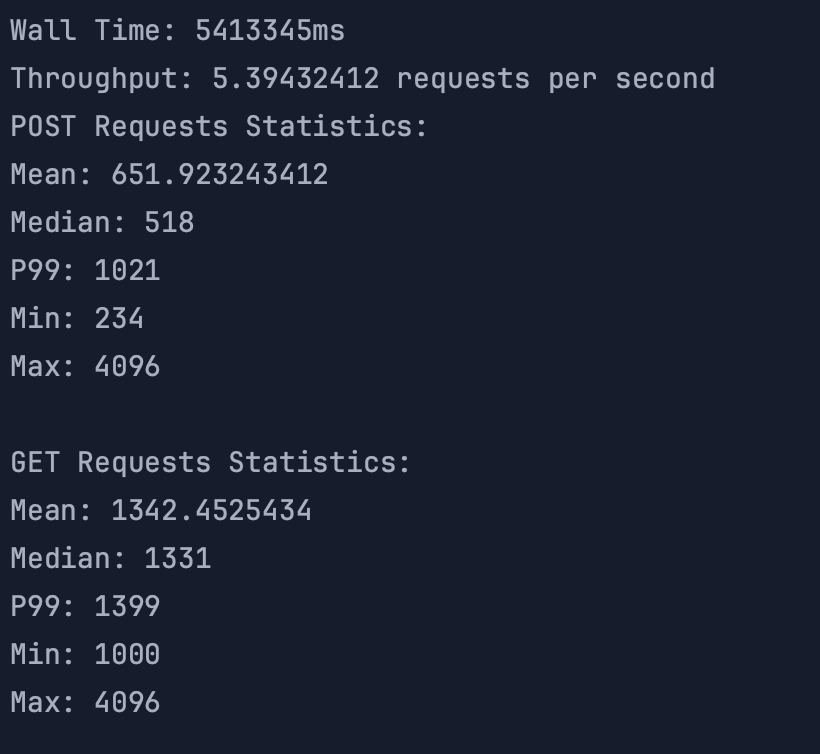 Wall Time: 5413345ms
Throughput: 5.39432412 requests per second
POST Requests Statistics:
Mean: 651.923243412
Median: 518
P99: 1021
Min: 234
Max: 4096
GET Requests Statistics:
Mean: 1342.4525434
Median: 1331
P99: 1399
Min: 1000
Max: 4096